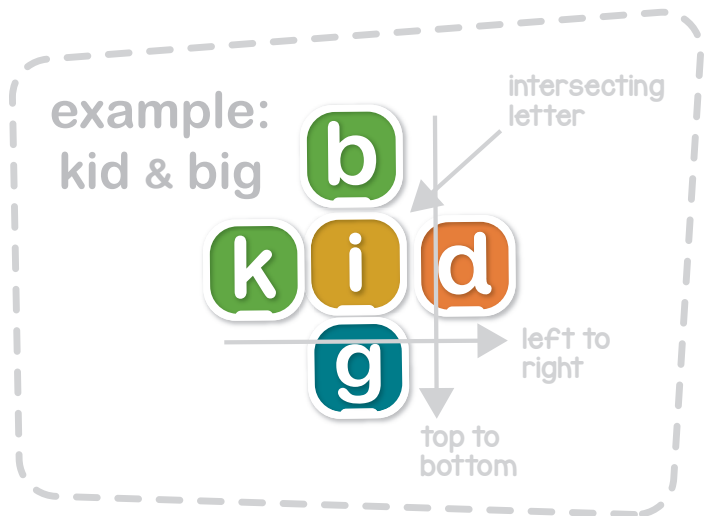 example:
kid & big
intersecting
letter
b
k i d
g
left to
right
top to
bottom